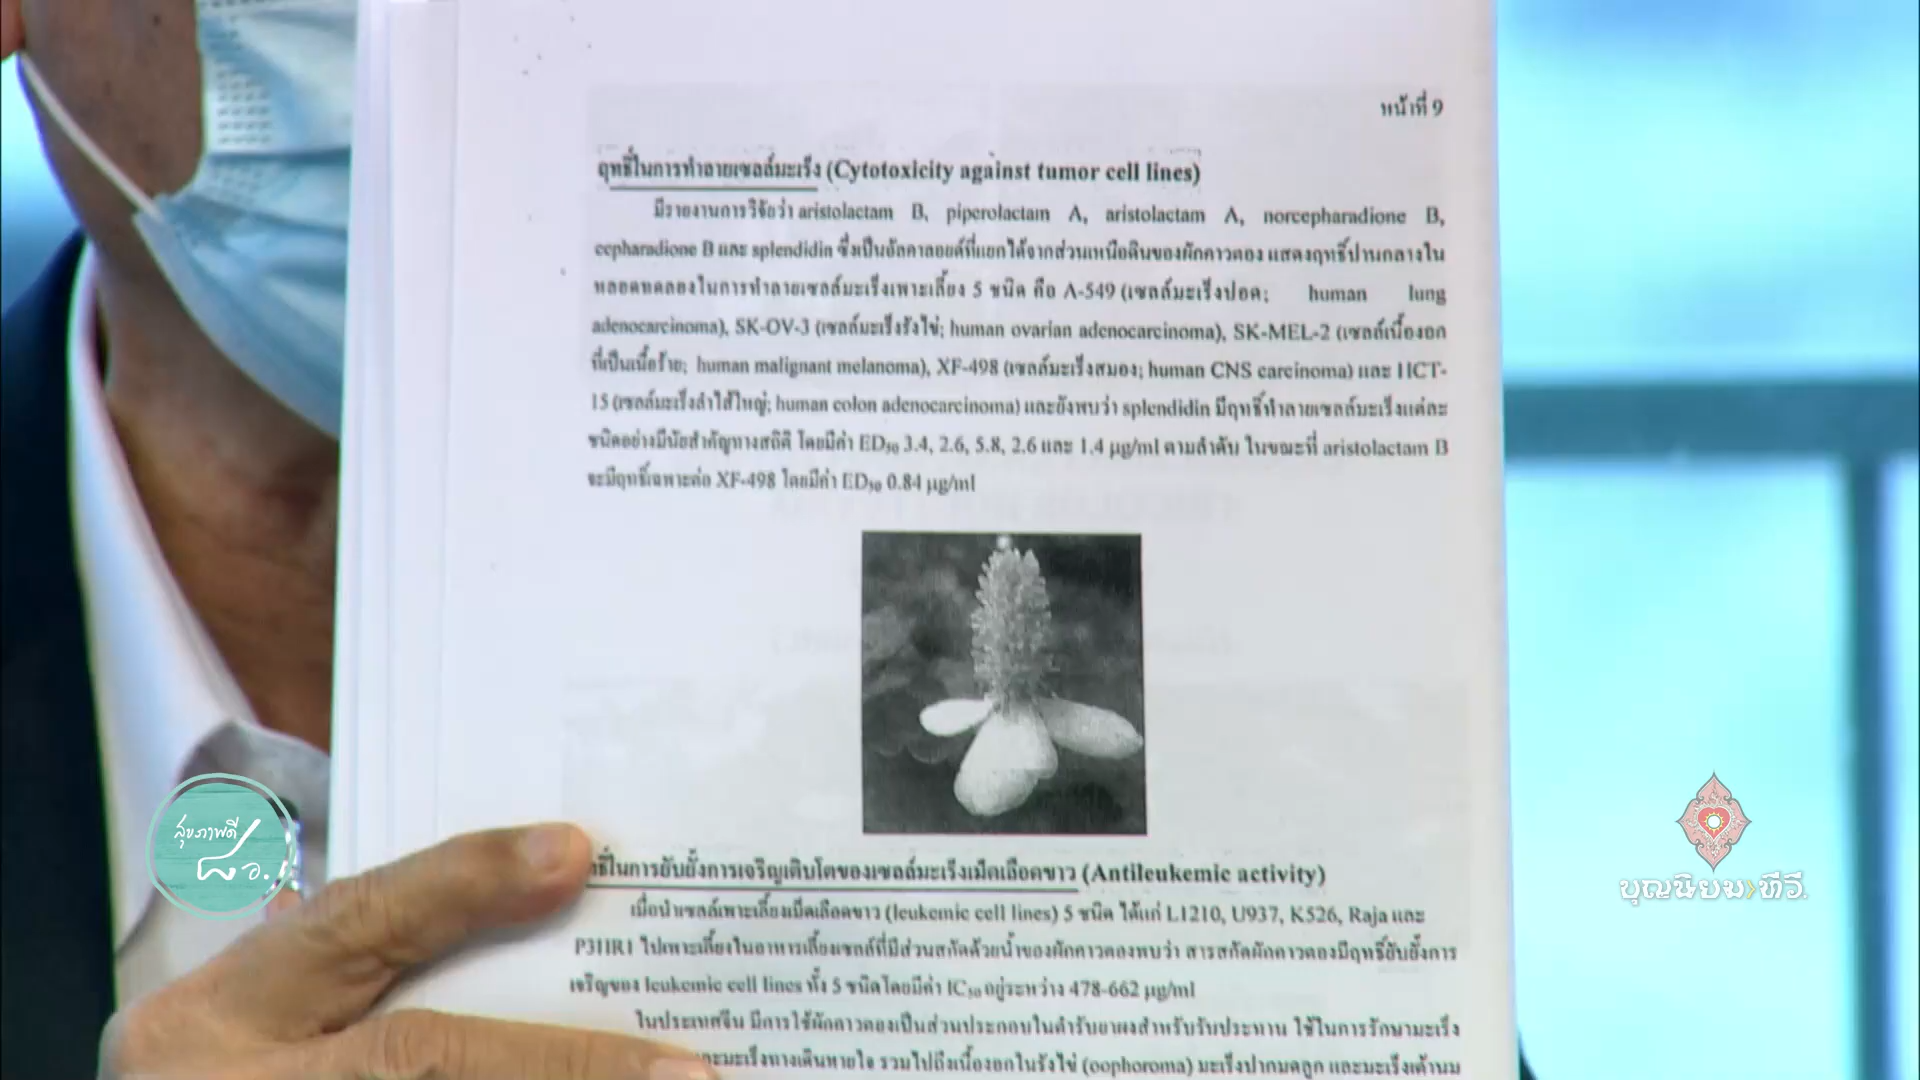 หน้าที่ 9
ฤทธิ์ในการทำลายเซลล์มะเร็ง (Cytotoxicity against tumor cell lines)
มีรายงานการวิจัยว่า aristolactam B, piperolactam A, aristolactam A, norcepharadione B,
cepharadione B และ splendidin ซึ่งเป็นอัลคาลอยด์ที่แยกได้จากส่วนเหนือดินของผักคาวตอง แสดงฤทธิ์ปานกลางใน
หลอดทดลองในการทำลายเซลล์มะเร็งเพาะเลี้ยง 5 ชนิด คือ A-549 (เซลล์มะเร็งปอด; human lung
adenocarcinoma), SK-OV-3 (เซลล์มะเร็งรังไข่; human ovarian adenocarcinoma), SK-MEL-2 (เซลล์เนื้องอก
ที่เป็นเนื้อร้าย; human malignant melanoma), XF-498 (เซลล์มะเร็งสมอง; human CNS carcinoma) และ HCT-
15 (เซลล์มะเร็งลำไส้ใหญ่; human colon adenocarcinoma) และยังพบว่า splendidin มีฤทธิ์ทำลายเซลล์มะเร็งแต่ละ
ชนิดอย่างมีนัยสำคัญทางสถิติ โดยมีค่า ED50 3.4, 2.6, 5.8, 2.6 และ 1.4 µg/ml ตามลำดับ ในขณะที่ aristolactam B
จะมีฤทธิ์เฉพาะต่อ XF-498 โดยมีค่า ED50 0.84 µg/ml
ในการยับยั้งการเจริญเติบโตของเซลล์มะเร็งเม็ดเลือดขาว (Antileukemic activity)
เมื่อนำเซลล์เพาะเลี้ยงเม็ดเลือดขาว (leukemic cell lines) 5 ชนิด ได้แก่ L1210, U937, K526, Raja และ
P3HR1 ไปเพาะเลี้ยงในอาหารเลี้ยงเซลล์ที่มีส่วนสกัดด้วยน้ำของผักคาวตองพบว่า สารสกัดผักคาวตองมีฤทธิ์ยับยั้งการ
เจริญของ leukemic cell lines ทั้ง 5 ชนิดโดยมีค่า IC50 อยู่ระหว่าง 478-662 µg/ml
ในประเทศจีน มีการใช้ผักคาวตองเป็นส่วนประกอบในตำรับยาผงสำหรับรับประทาน ใช้ในการรักษามะเร็ง
และมะเร็งทางเดินหายใจ รวมไปถึงเนื้องอกในรังไข่ (oophoroma) มะเร็งปากมดลูก และมะเร็งเต้านม
สุขภาพดี
๘ อ.
บุญนิยม ทีวี.